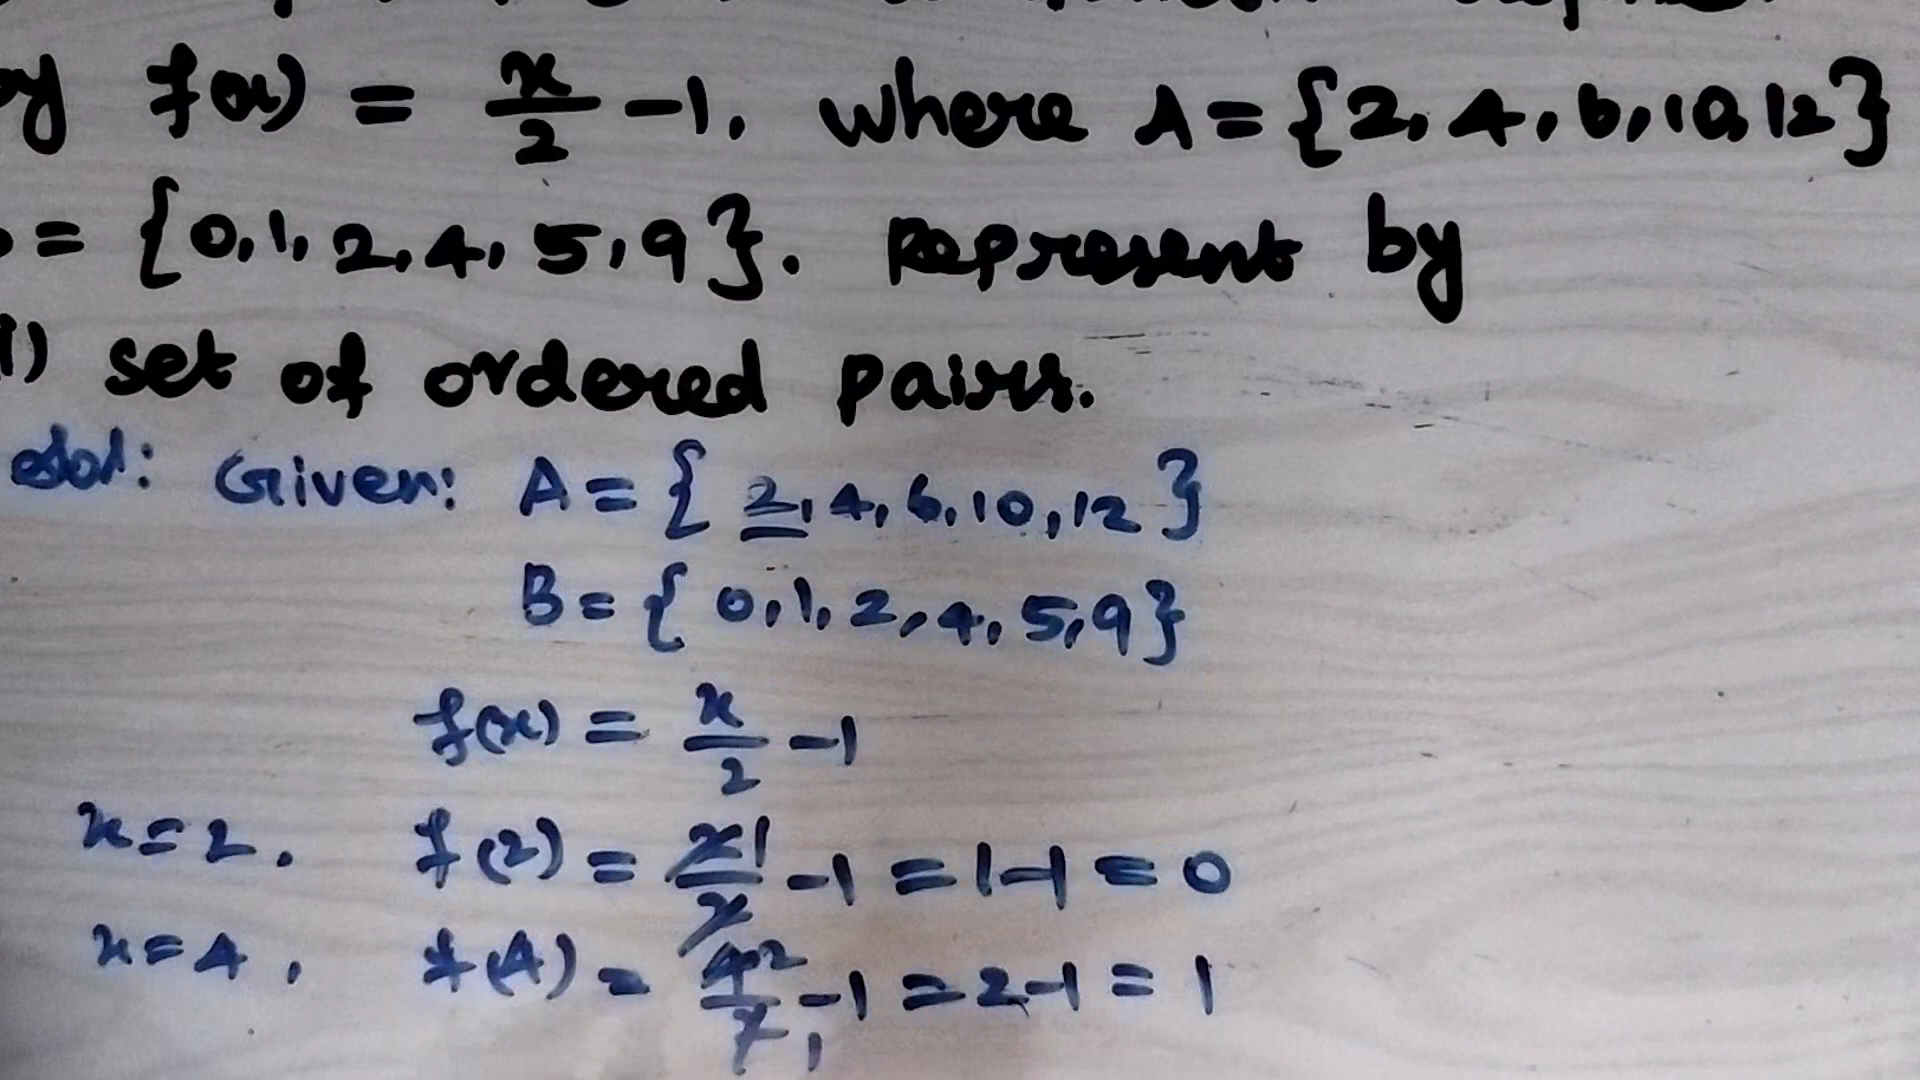 by f(x) = x/2 - 1, where A = {2, 4, 6, 10, 12}
= {0, 1, 2, 4, 5, 9}. Represent by
i) set of ordered pairs.
Sol: Given: A = { 2, 4, 6, 10, 12 }
B = { 0, 1, 2, 4, 5, 9 }
f(x) = x/2 - 1
x = 2, f(2) = 2/2 - 1 = 1 - 1 = 0
x = 4, f(4) = 4/2 - 1 = 2 - 1 = 1